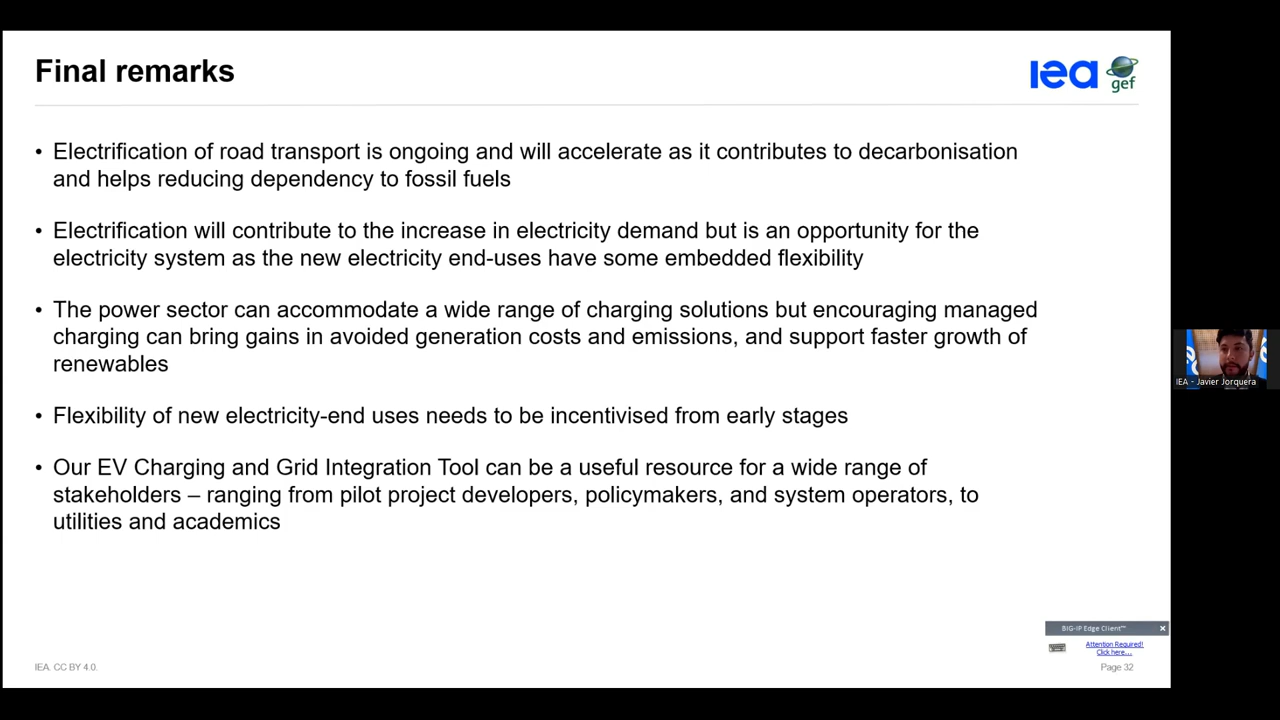 Final remarks
iea
gef
• Electrification of road transport is ongoing and will accelerate as it contributes to decarbonisation
and helps reducing dependency to fossil fuels
• Electrification will contribute to the increase in electricity demand but is an opportunity for the
electricity system as the new electricity end-uses have some embedded flexibility
• The power sector can accommodate a wide range of charging solutions but encouraging managed
charging can bring gains in avoided generation costs and emissions, and support faster growth of
renewables
• Flexibility of new electricity-end uses needs to be incentivised from early stages
• Our EV Charging and Grid Integration Tool can be a useful resource for a wide range of
stakeholders – ranging from pilot project developers, policymakers, and system operators, to
utilities and academics
IEA - Javier Jorquera
BIG-IP Edge Client™
Attention Required!
Click here...
IEA. CC BY 4.0.
Page 32